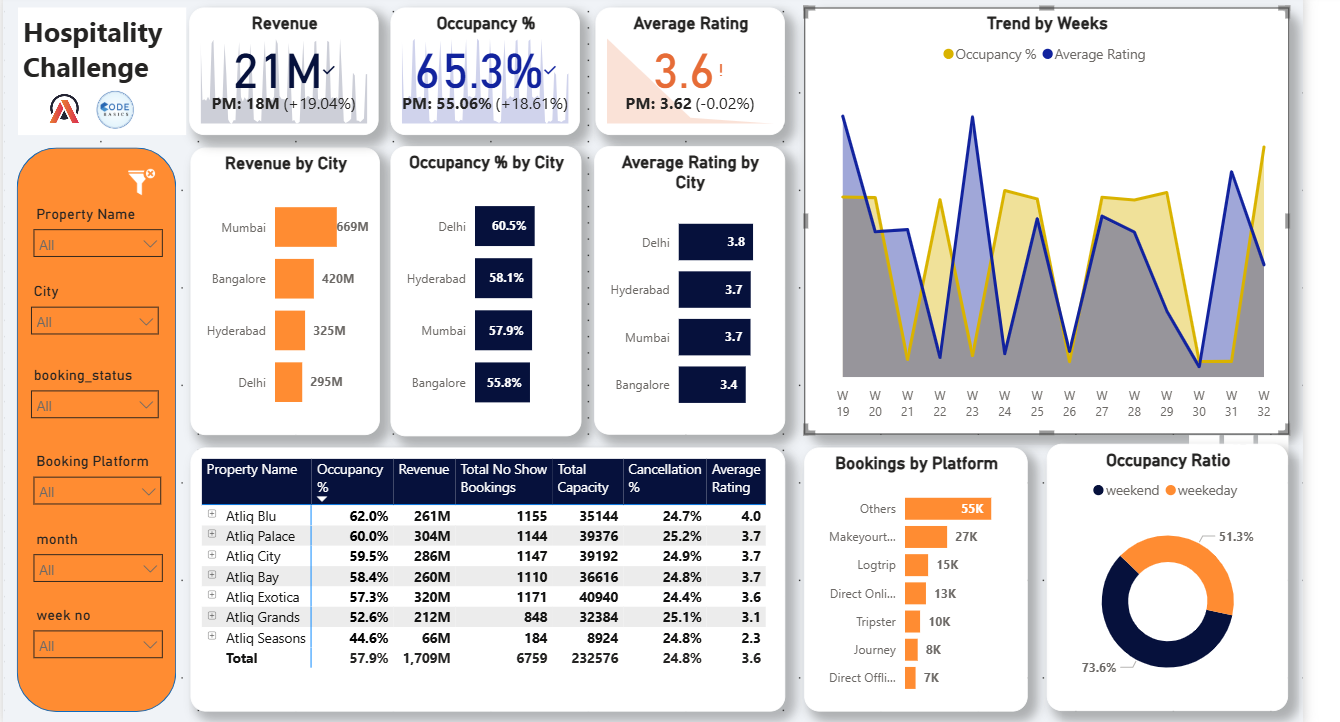 Hospitality
Challenge
CODE
BASICS
Property Name
All
City
All
booking_status
All
Booking Platform
All
month
All
week no
All
Revenue
21M
PM: 18M (+19.04%)
Occupancy %
65.3%
PM: 55.06% (+18.61%)
Average Rating
3.6!
PM: 3.62 (-0.02%)
Revenue by City
Mumbai 669M
Bangalore 420M
Hyderabad 325M
Delhi 295M
Occupancy % by City
Delhi 60.5%
Hyderabad 58.1%
Mumbai 57.9%
Bangalore 55.8%
Average Rating by
City
Delhi 3.8
Hyderabad 3.7
Mumbai 3.7
Bangalore 3.4
Trend by Weeks
Occupancy % Average Rating
W W W W W W W W W W W W W W
19 20 21 22 23 24 25 26 27 28 29 30 31 32
Property Name Occupancy % Revenue Total No Show Bookings Total Capacity Cancellation % Average Rating
Atliq Blu 62.0% 261M 1155 35144 24.7% 4.0
Atliq Palace 60.0% 304M 1144 39376 25.2% 3.7
Atliq City 59.5% 286M 1147 39192 24.9% 3.7
Atliq Bay 58.4% 260M 1110 36616 24.8% 3.7
Atliq Exotica 57.3% 320M 1171 40940 24.4% 3.6
Atliq Grands 52.6% 212M 848 32384 25.1% 3.1
Atliq Seasons 44.6% 66M 184 8924 24.8% 2.3
Total 57.9% 1,709M 6759 232576 24.8% 3.6
Bookings by Platform
Others 55K
Makeyourt... 27K
Logtrip 15K
Direct Onli... 13K
Tripster 10K
Journey 8K
Direct Offli... 7K
Occupancy Ratio
weekend weekeday
51.3%
73.6%